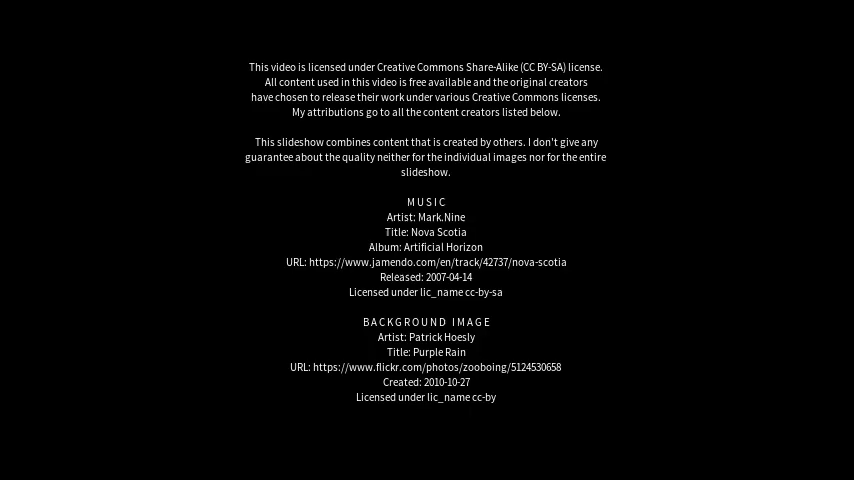 This video is licensed under Creative Commons Share-Alike (CC BY-SA) license.
All content used in this video is free available and the original creators
have chosen to release their work under various Creative Commons licenses.
My attributions go to all the content creators listed below.
This slideshow combines content that is created by others. I don't give any
guarantee about the quality neither for the individual images nor for the entire
slideshow.
MUSIC
Artist: Mark.Nine
Title: Nova Scotia
Album: Artificial Horizon
URL: https://www.jamendo.com/en/track/42737/nova-scotia
Released: 2007-04-14
Licensed under lic_name cc-by-sa
BACKGROUND IMAGE
Artist: Patrick Hoesly
Title: Purple Rain
URL: https://www.flickr.com/photos/zooboing/5124530658
Created: 2010-10-27
Licensed under lic_name cc-by